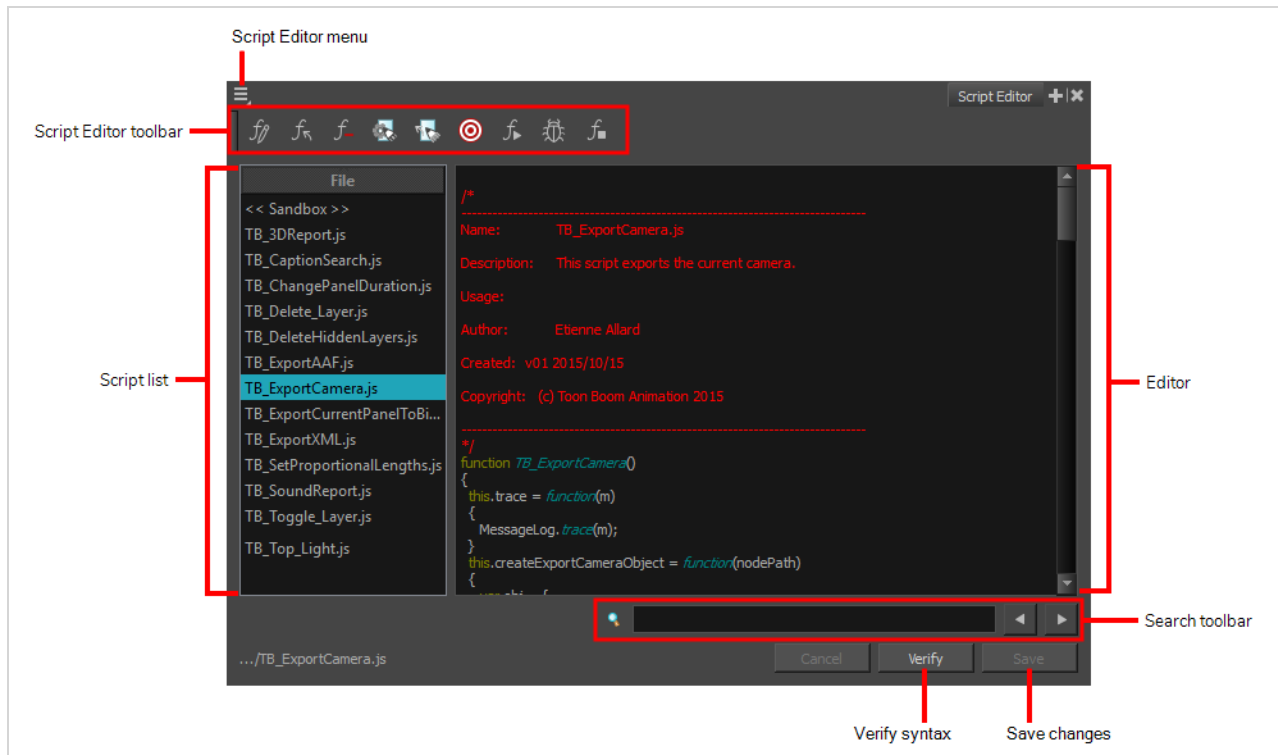 Script Editor menu
Script Editor
Script Editor toolbar
File
<< Sandbox >>
TB_3DReport.js
TB_CaptionSearch.js
TB_ChangePanelDuration.js
TB_Delete_Layer.js
TB_DeleteHiddenLayers.js
TB_ExportAAF.js
TB_ExportCamera.js
TB_ExportCurrentPanelToBi...
TB_ExportXML.js
TB_SetProportionalLengths.js
TB_SoundReport.js
TB_Toggle_Layer.js
TB_Top_Light.js
Script list
/*
--------------------------------------------------------------------------------
Name: TB_ExportCamera.js
Description: This script exports the current camera.
Usage:
Author: Etienne Allard
Created: v01 2015/10/15
Copyright: (c) Toon Boom Animation 2015
--------------------------------------------------------------------------------
*/
function TB_ExportCamera()
{
this.trace = function(m)
{
MessageLog.trace(m);
}
this.createExportCameraObject = function(nodePath)
{
Editor
Search toolbar
.../TB_ExportCamera.js
Cancel
Verify
Save
Verify syntax
Save changes